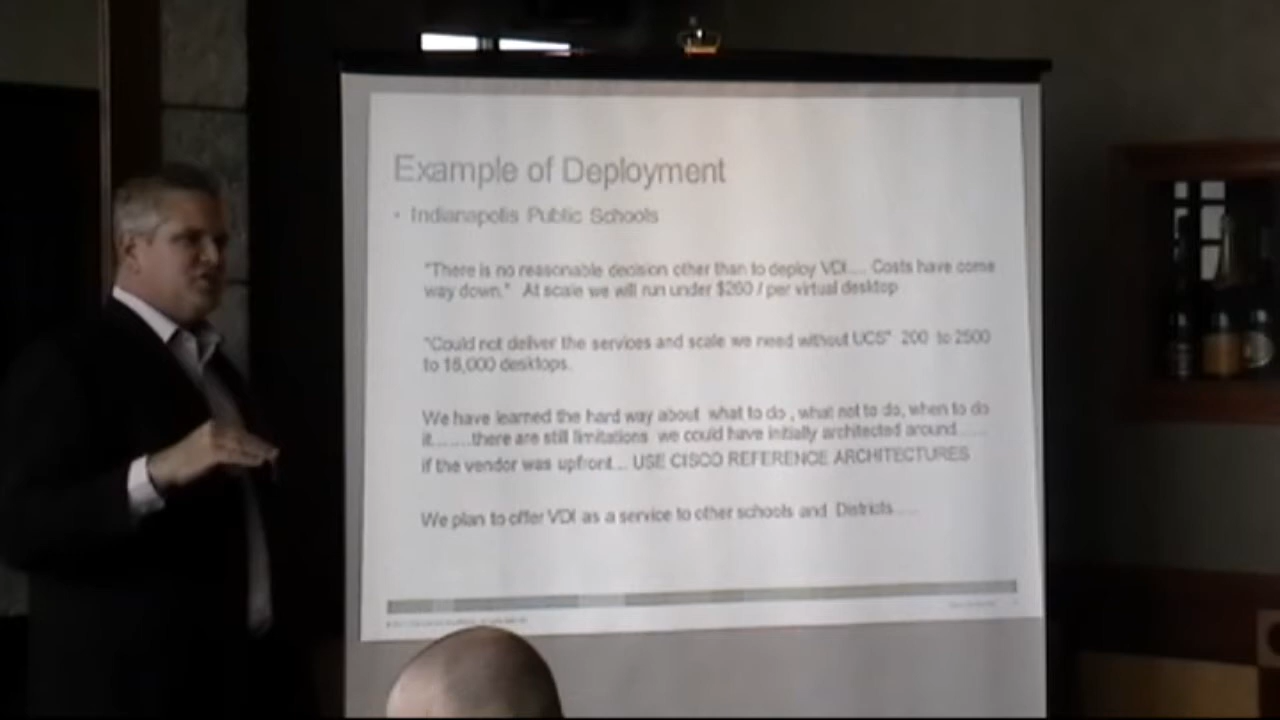 Example of Deployment
• Indianapolis Public Schools
"There is no reasonable decision other than to deploy VDI.... Costs have come
way down." At scale we will run under $260 / per virtual desktop
"Could not deliver the services and scale we need without UCS" 200 to 2500
to 15,000 desktops.
We have learned the hard way about what to do , what not to do, when to do
it........there are still limitations we could have initially architected around......
if the vendor was upfront... USE CISCO REFERENCE ARCHITECTURES
We plan to offer VDI as a service to other schools and Districts.....